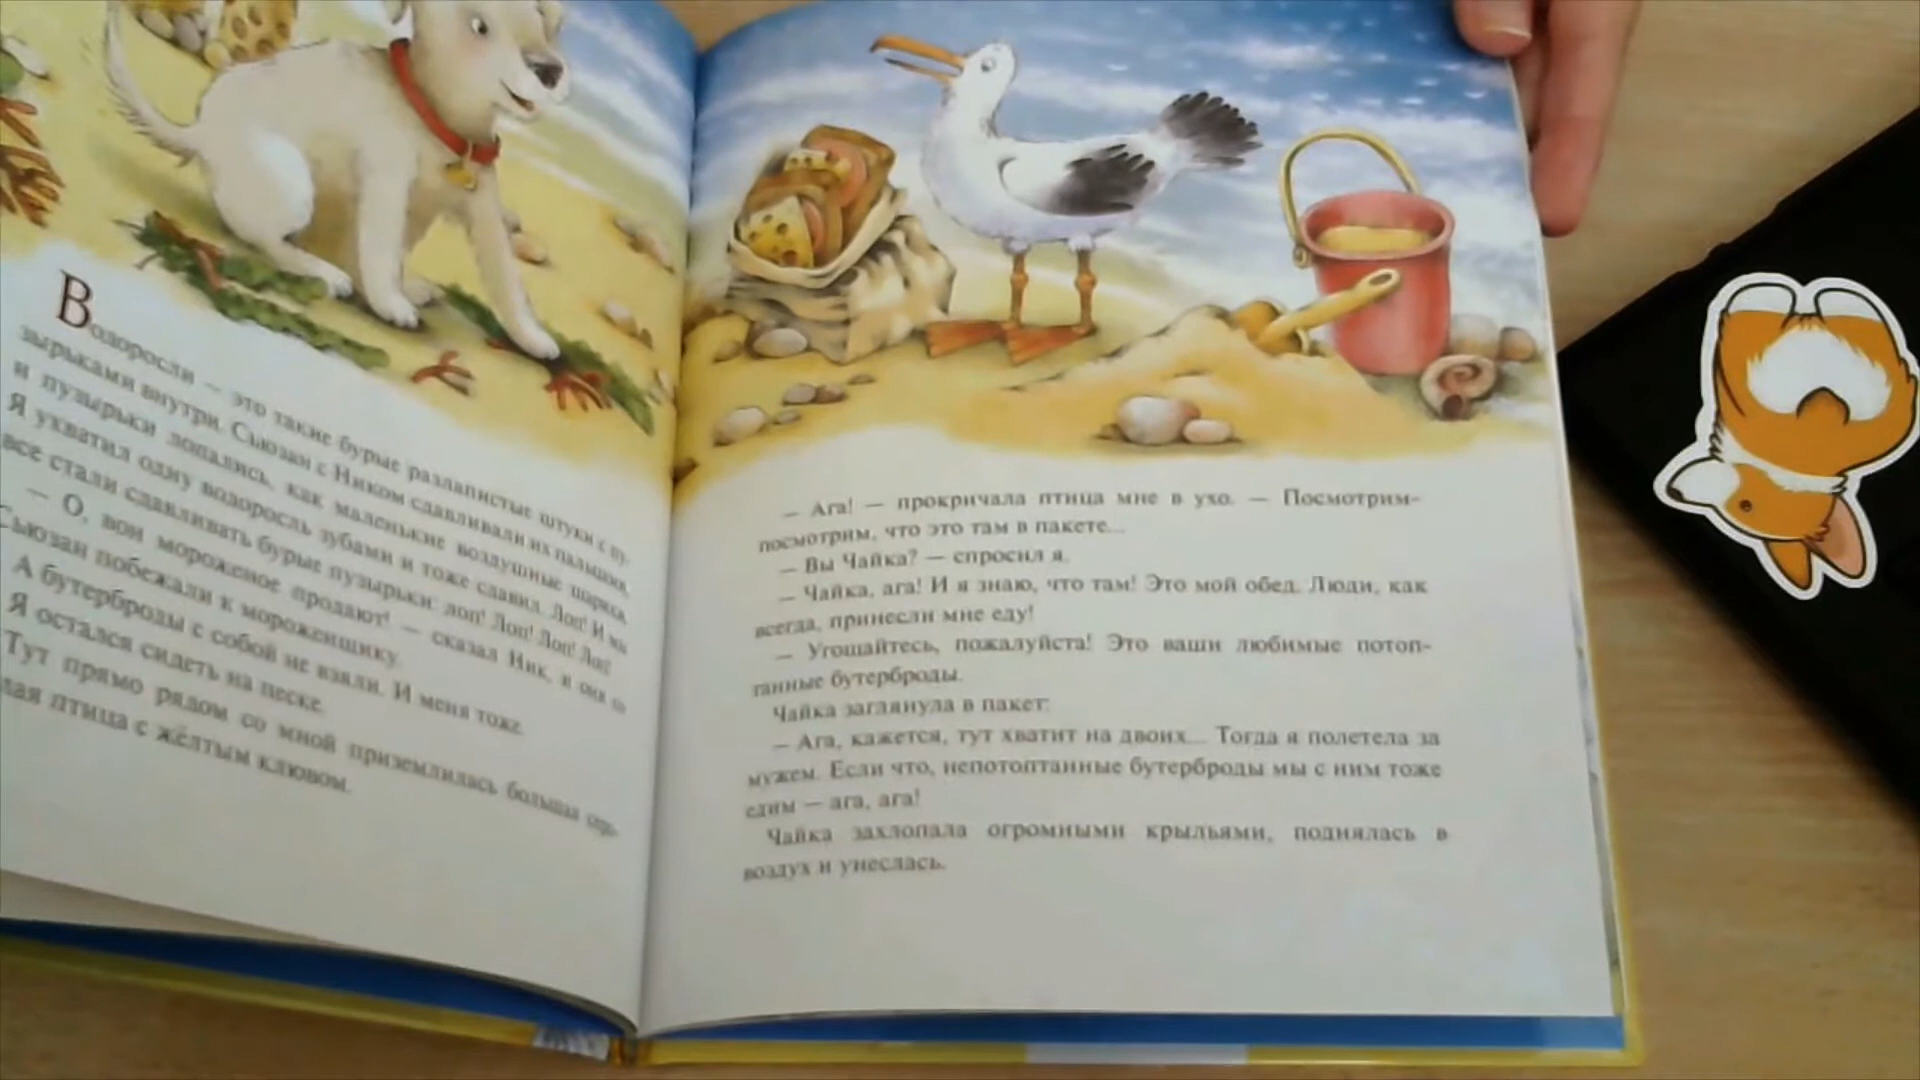 Водоросли — это такие бурые разлапистые штуки с пу-
зырьками внутри. Сьюзан с Ником сдавливали их пальцами,
и пузырьки лопались, как маленькие воздушные шарики.
Я ухватил одну водоросль зубами и тоже сдавил. Лоп! И мы
все стали сдавливать бурые пузырьки: лоп! Лоп! Лоп! Лоп!
— О, вон мороженое продают! — сказал Ник, и они со
Сьюзан побежали к мороженщику.
А бутерброды с собой не взяли. И меня тоже.
Я остался сидеть на песке.
Тут прямо рядом со мной приземлилась большая
птица с жёлтым клювом.
— Ага! — прокричала птица мне в ухо. — Посмотрим-
посмотрим, что это там в пакете...
— Вы Чайка? — спросил я.
— Чайка, ага! И я знаю, что там! Это мой обед. Люди, как
всегда, принесли мне еду!
— Угощайтесь, пожалуйста! Это ваши любимые потоп-
танные бутерброды.
Чайка заглянула в пакет:
— Ага, кажется, тут хватит на двоих... Тогда я полетела за
мужем. Если что, непотоптанные бутерброды мы с ним тоже
едим — ага, ага!
Чайка захлопала огромными крыльями, поднялась в
воздух и унеслась.